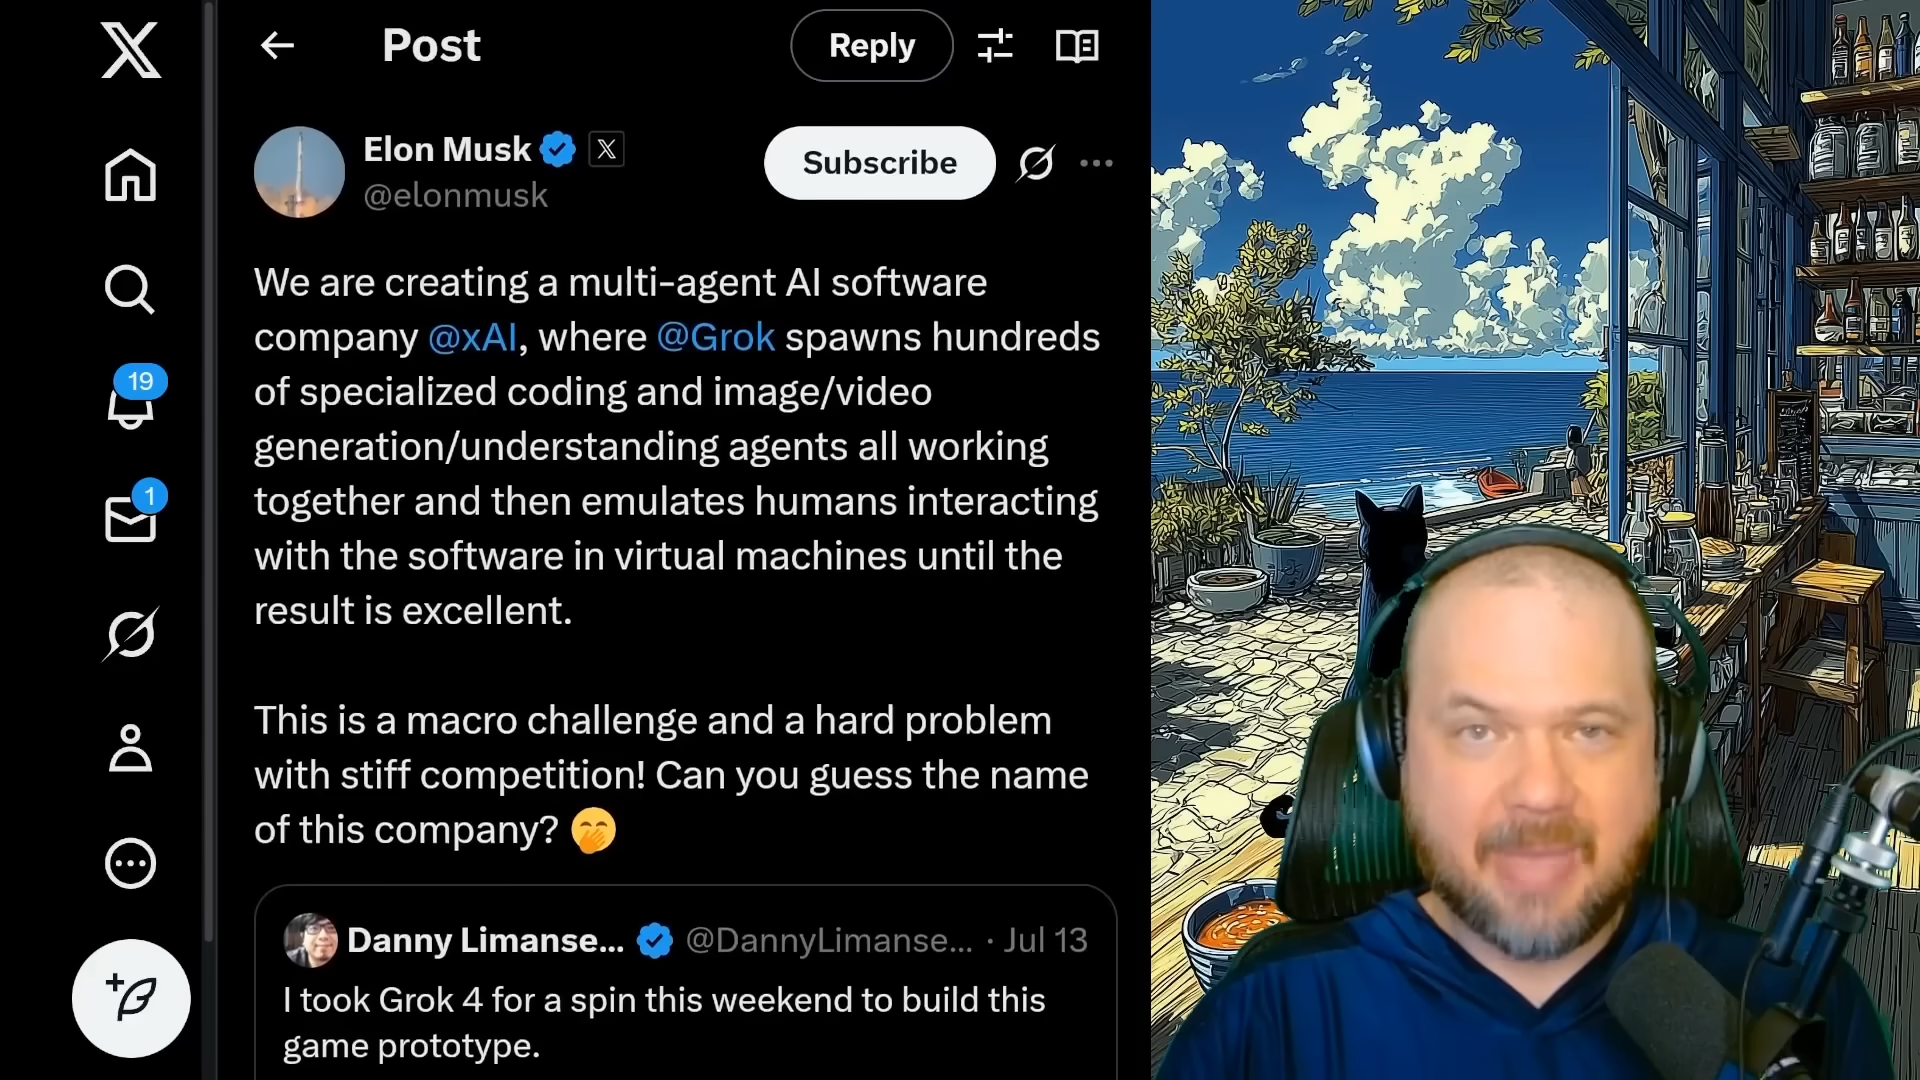 Post
Reply
Elon Musk
@elonmusk
Subscribe
We are creating a multi-agent AI software
company @xAI, where @Grok spawns hundreds
of specialized coding and image/video
generation/understanding agents all working
together and then emulates humans interacting
with the software in virtual machines until the
result is excellent.
This is a macro challenge and a hard problem
with stiff competition! Can you guess the name
of this company? 🤭
Danny Limanse... @DannyLimanse... · Jul 13
I took Grok 4 for a spin this weekend to build this
game prototype.
19
1